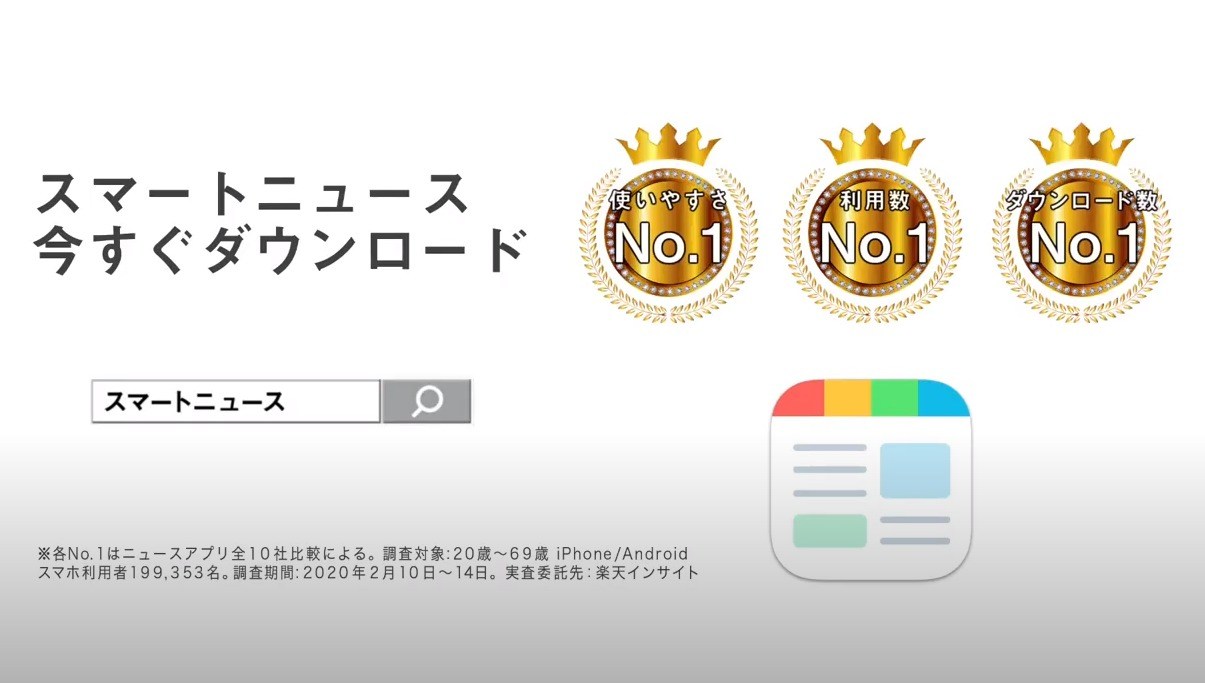 スマートニュース
今すぐダウンロード
使いやすさ
No.1
利用数
No.1
ダウンロード数
No.1
スマートニュース
※各No.1はニュースアプリ全10社比較による。調査対象:20歳～69歳 iPhone/Android
スマホ利用者199,353名。調査期間:2020年2月10日～14日。実査委託先：楽天インサイト